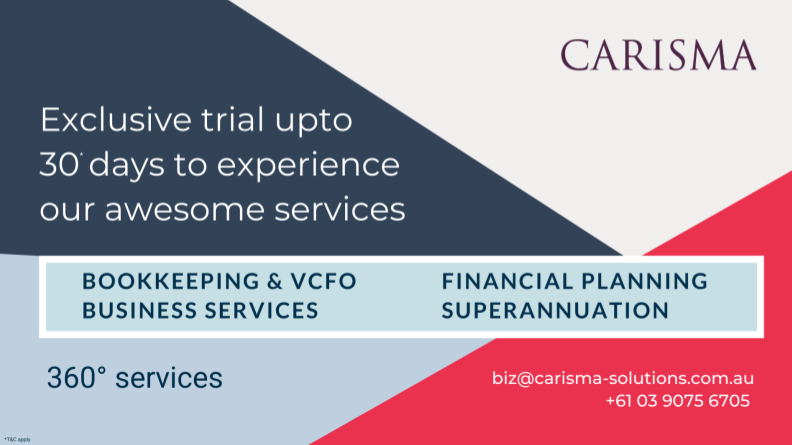 CARISMA
Exclusive trial upto
30* days to experience
our awesome services
BOOKKEEPING & VCFO
BUSINESS SERVICES
FINANCIAL PLANNING
SUPERANNUATION
360° services
biz@carisma-solutions.com.au
+61 03 9075 6705
*T&C apply